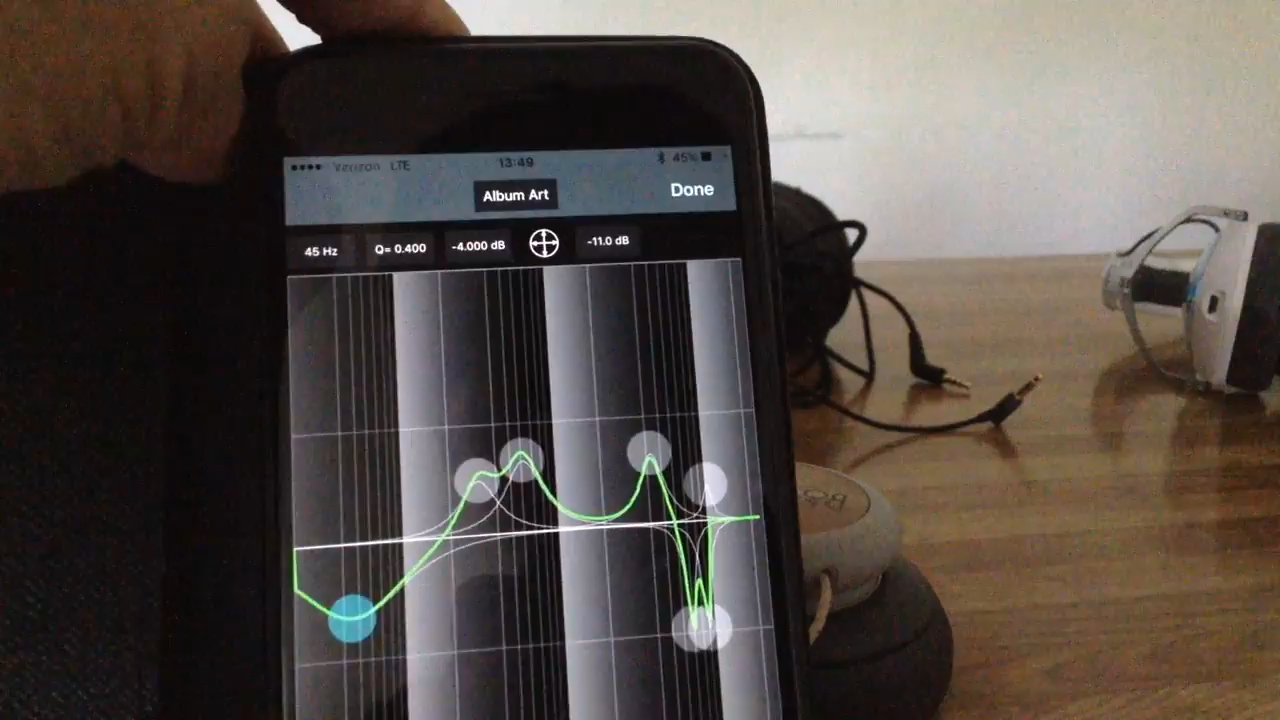 Verizon LTE 13:49 45%
Album Art Done
45 Hz Q= 0.400 -4.000 dB -11.0 dB